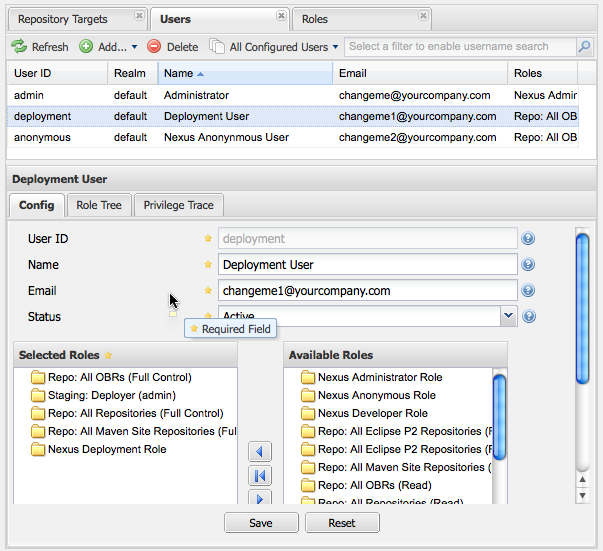 Repository Targets Users Roles
Refresh Add... Delete All Configured Users Select a filter to enable username search
User ID Realm Name Email Roles
admin default Administrator changeme@yourcompany.com Nexus Admir
deployment default Deployment User changeme1@yourcompany.com Repo: All OB
anonymous default Nexus Anonynmous User changeme2@yourcompany.com Repo: All OB
Deployment User
Config Role Tree Privilege Trace
User ID deployment
Name Deployment User
Email changeme1@yourcompany.com
Status Active
Required Field
Selected Roles
Repo: All OBRs (Full Control)
Staging: Deployer (admin)
Repo: All Repositories (Full Control)
Repo: All Maven Site Repositories (Ful
Nexus Deployment Role
Available Roles
Nexus Administrator Role
Nexus Anonymous Role
Nexus Developer Role
Repo: All Eclipse P2 Repositories (F
Repo: All Eclipse P2 Repositories (
Repo: All Maven Site Repositories (
Repo: All OBRs (Read)
Repo: All Repositories (Read)
Save Reset